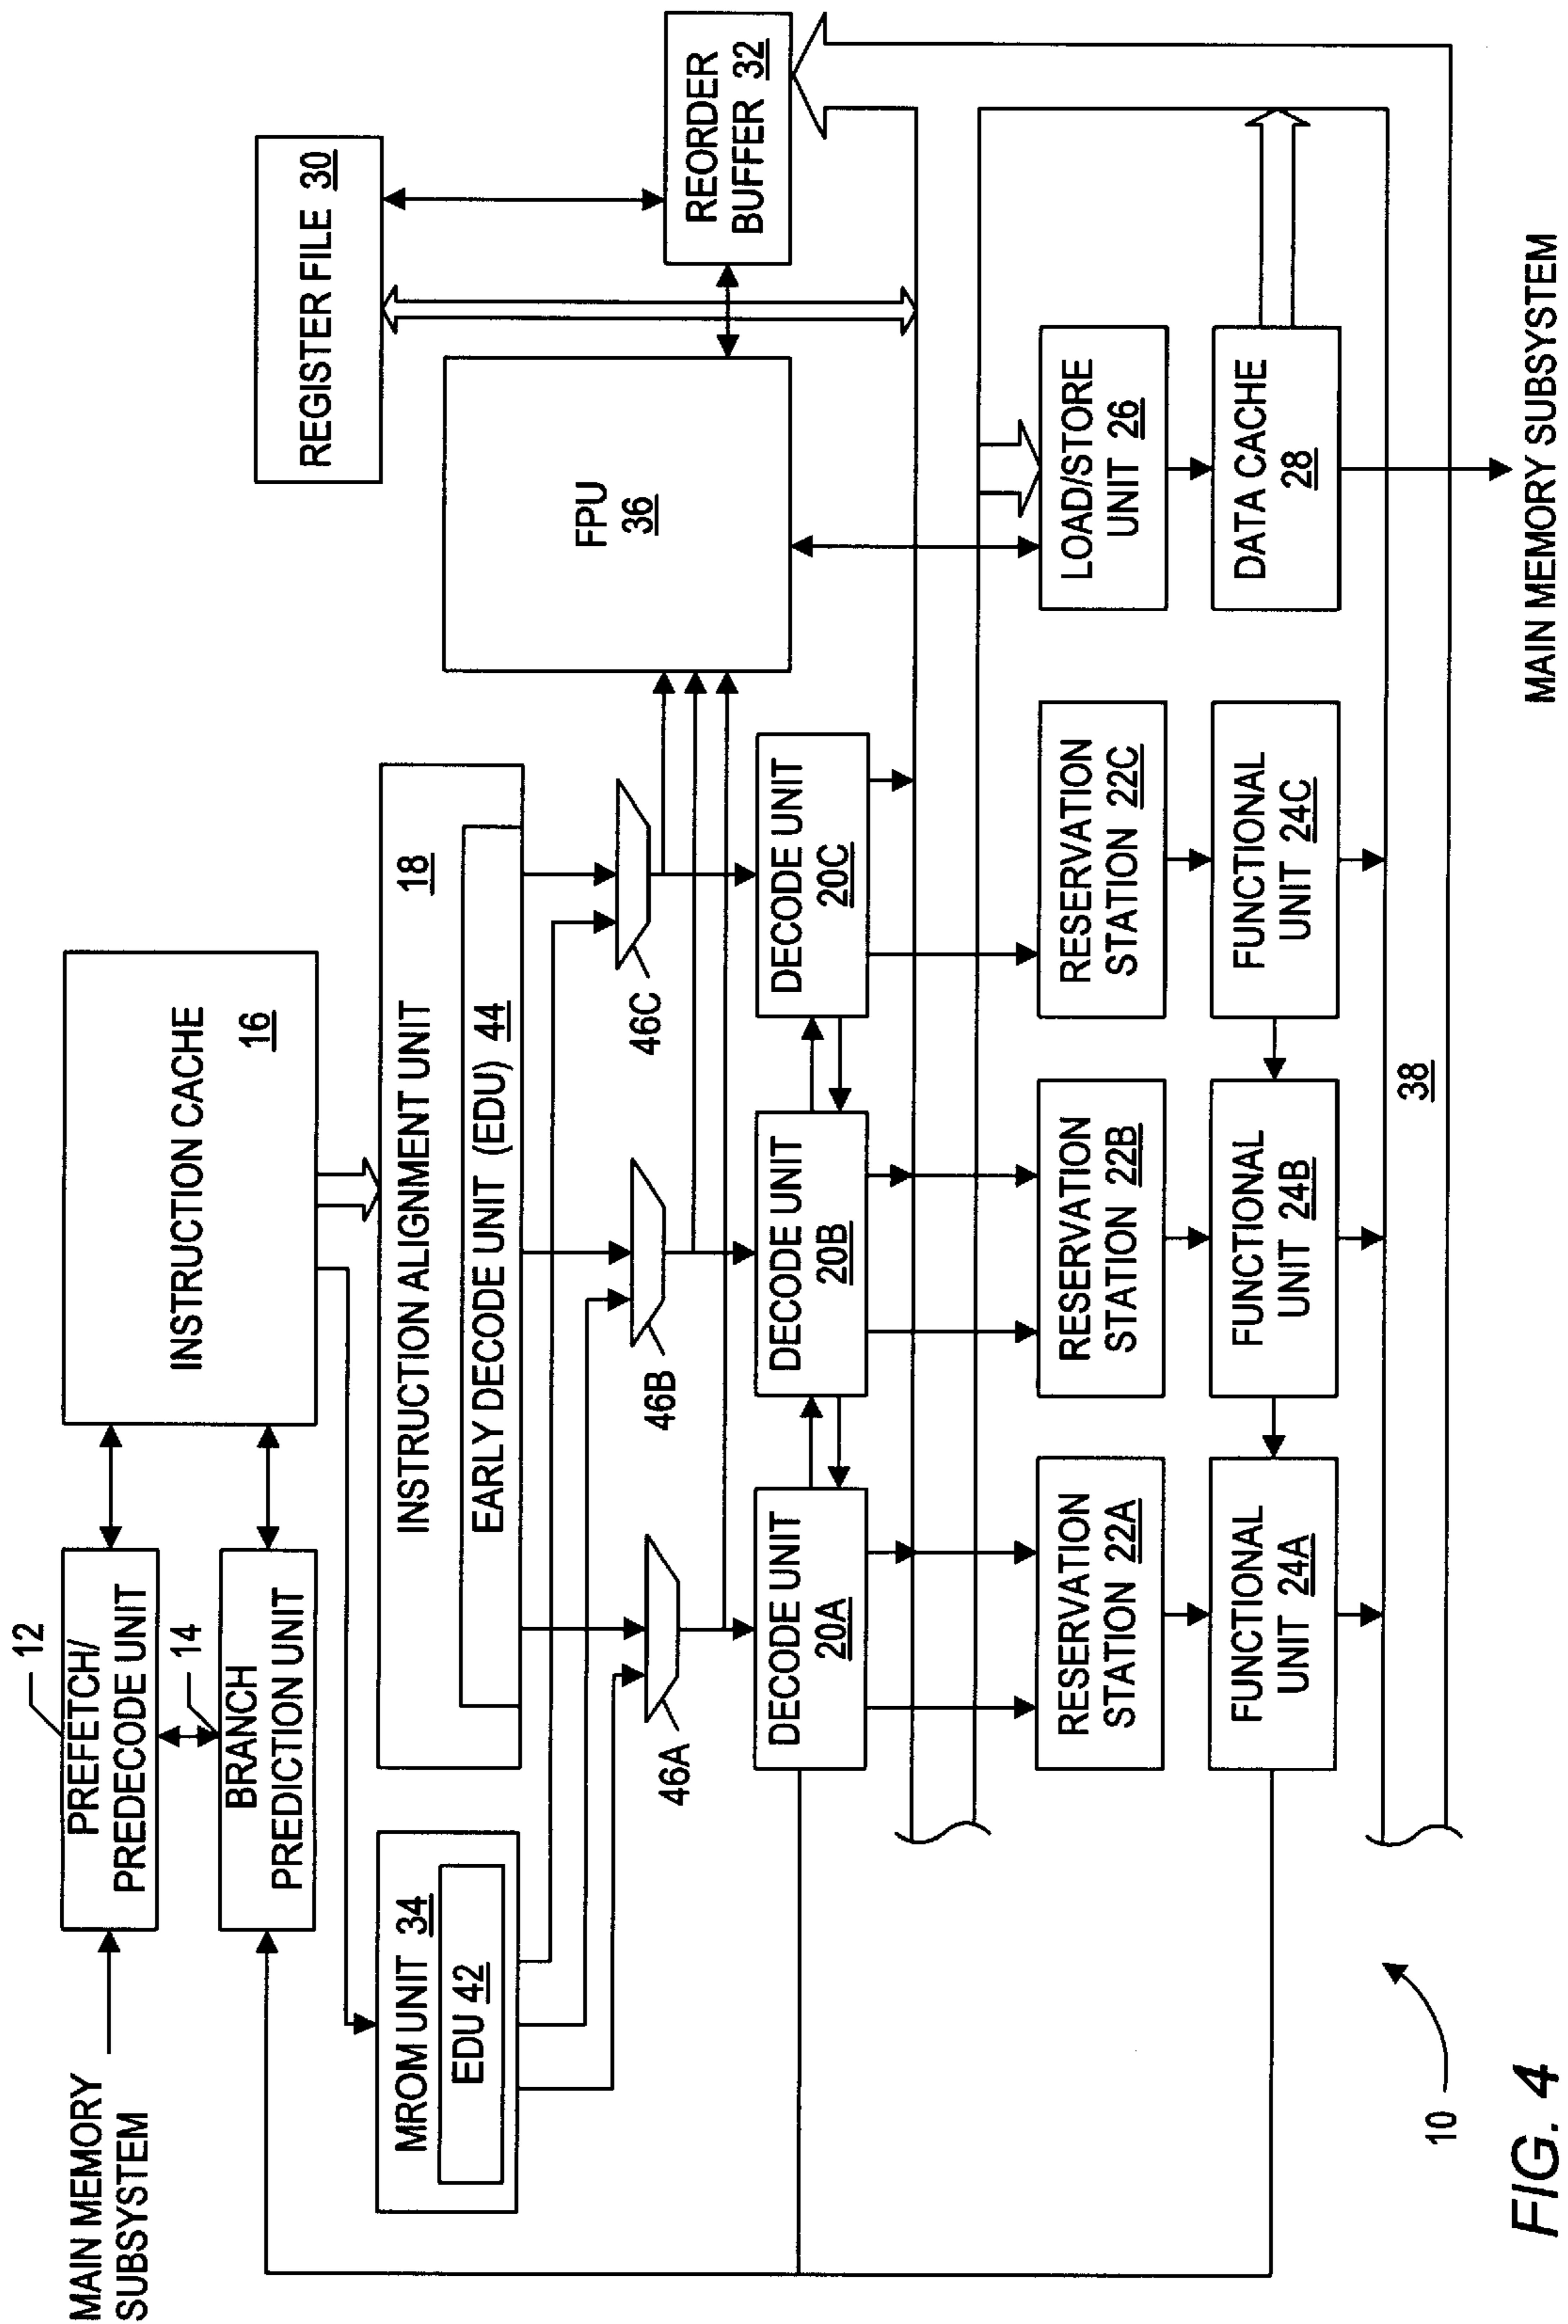 MAIN MEMORY
SUBSYSTEM
12
PREFETCH/
PREDECODE UNIT
14
BRANCH
PREDICTION UNIT
INSTRUCTION CACHE
16
REGISTER FILE 30
MROM UNIT 34
EDU 42
INSTRUCTION ALIGNMENT UNIT 18
EARLY DECODE UNIT (EDU) 44
46A
46B
46C
FPU
36
REORDER
BUFFER 32
DECODE UNIT
20A
DECODE UNIT
20B
DECODE UNIT
20C
RESERVATION
STATION 22A
RESERVATION
STATION 22B
RESERVATION
STATION 22C
LOAD/STORE
UNIT 26
FUNCTIONAL
UNIT 24A
FUNCTIONAL
UNIT 24B
FUNCTIONAL
UNIT 24C
DATA CACHE
28
38
10
MAIN MEMORY SUBSYSTEM
FIG. 4